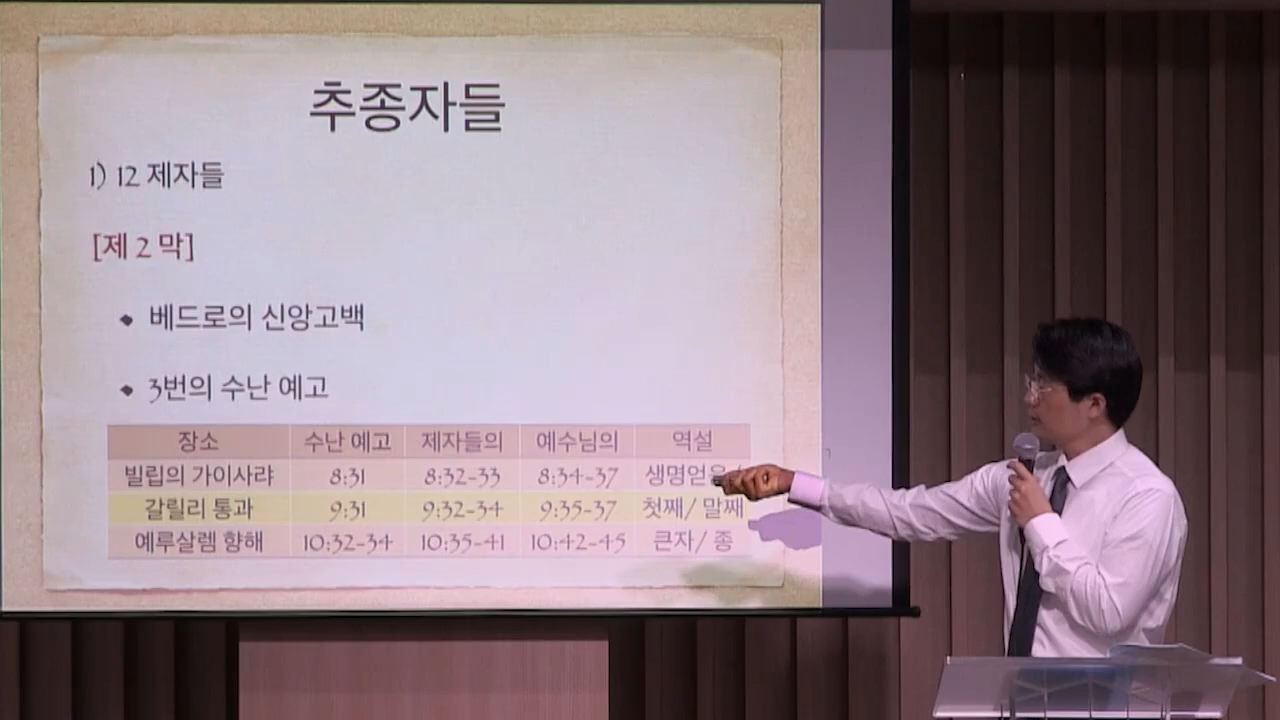 추종자들
1) 12 제자들
[제 2 막]
베드로의 신앙고백
3번의 수난 예고
장소 수난 예고 제자들의 예수님의 역설
빌립의 가이사랴 8:31 8:32-33 8:34-37
갈릴리 통과 9:31 9:32-34 9:35-37 첫째/ 말째
예루살렘 향해 10:32-34 10:35-41 10:42-45 큰자/ 종